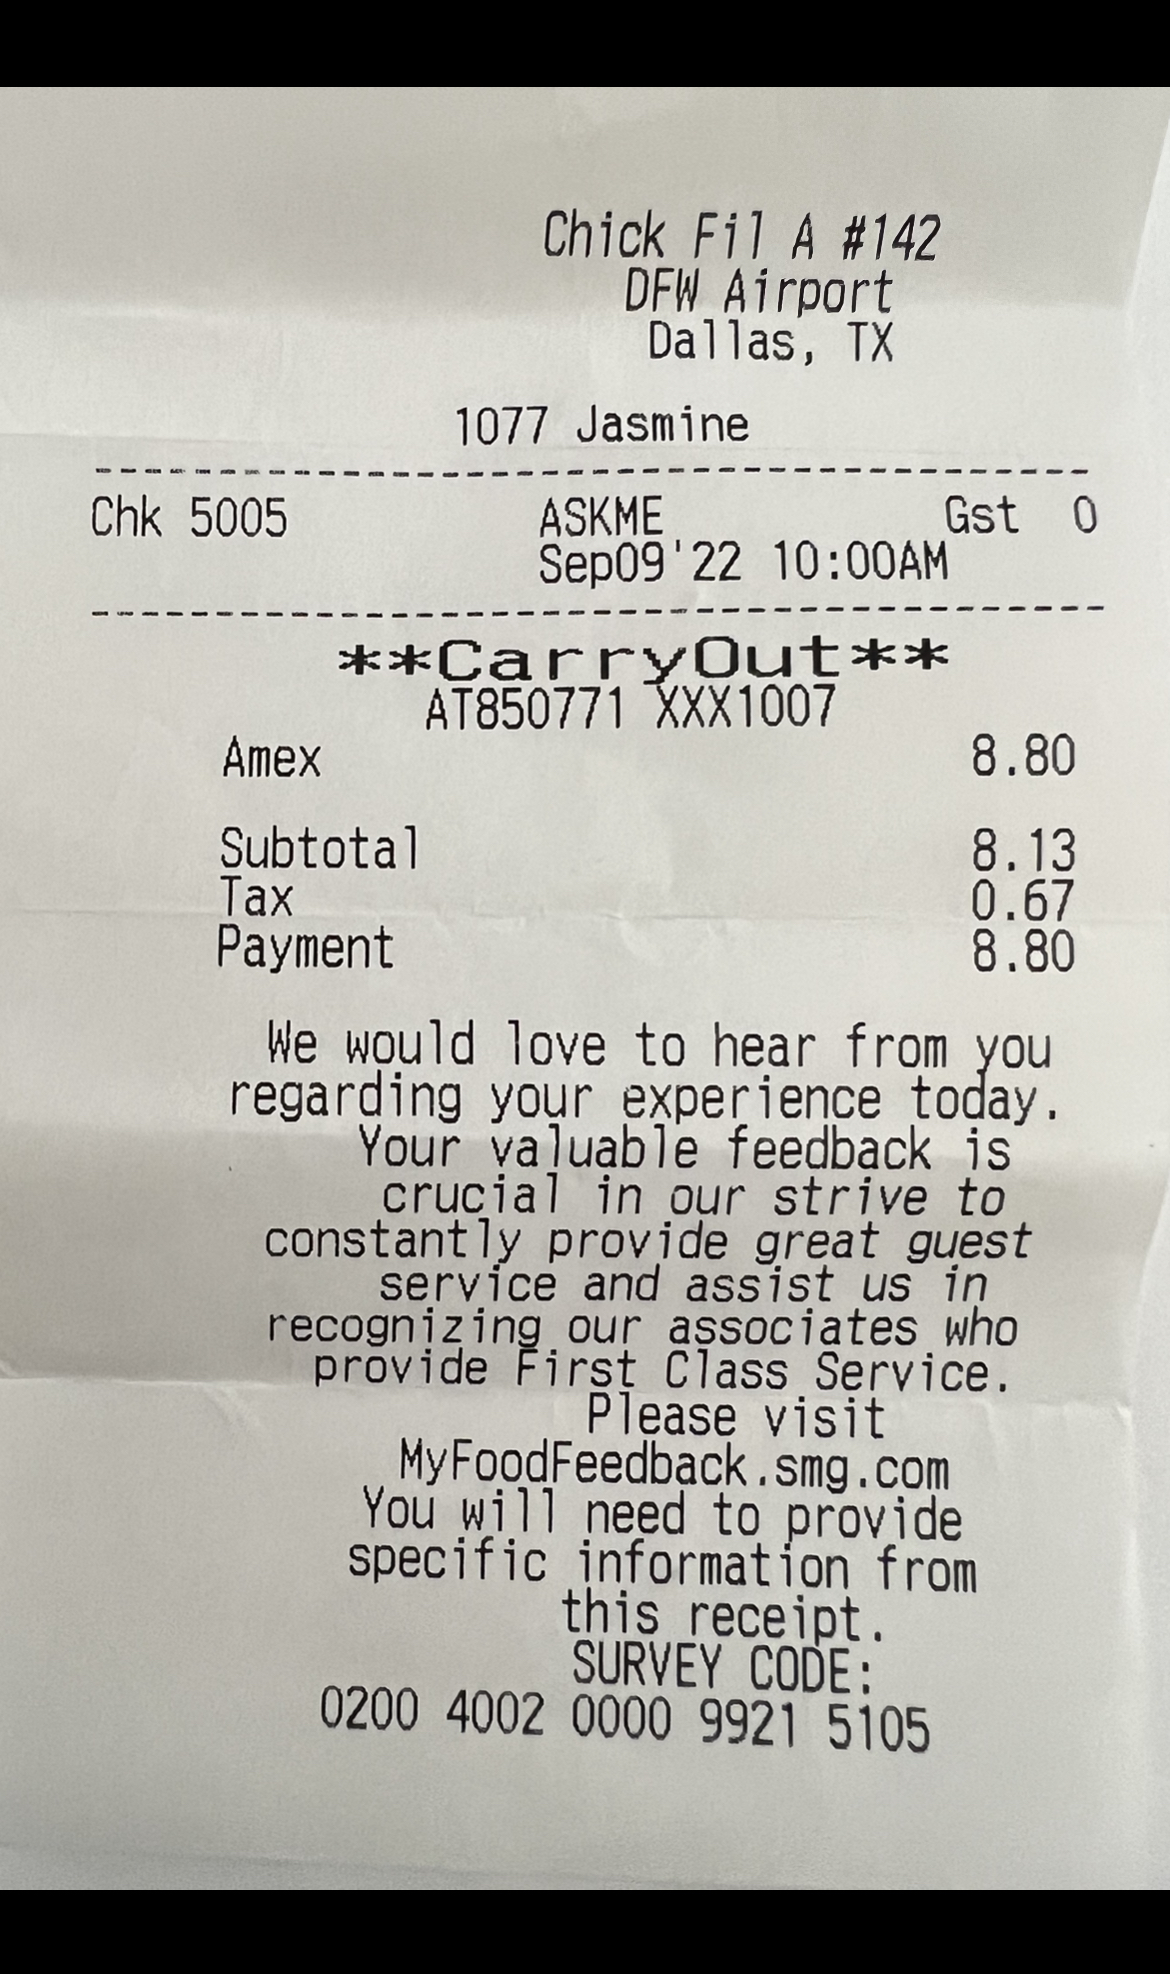 Chick Fil A #142
DFW Airport
Dallas, TX
1077 Jasmine
----------------------------------------
Chk 5005 ASKME Gst 0
Sep09'22 10:00AM
----------------------------------------
**CarryOut**
AT850771 XXX1007
Amex 8.80
Subtotal 8.13
Tax 0.67
Payment 8.80
We would love to hear from you
regarding your experience today.
Your valuable feedback is
crucial in our strive to
constantly provide great guest
service and assist us in
recognizing our associates who
provide First Class Service.
Please visit
MyFoodFeedback.smg.com
You will need to provide
specific information from
this receipt.
SURVEY CODE:
0200 4002 0000 9921 5105